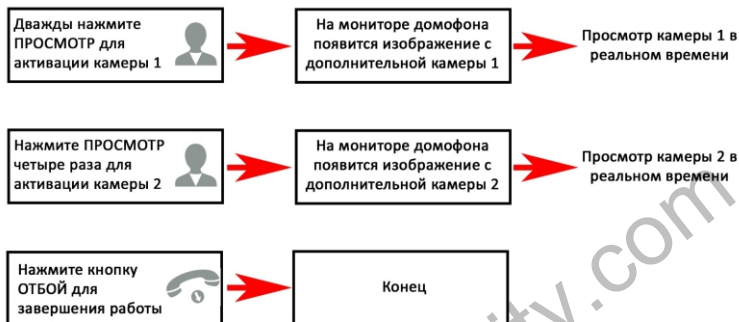 Дважды нажмите
ПРОСМОТР для
активации камеры 1
На мониторе домофона
появится изображение с
дополнительной камеры 1
Просмотр камеры 1 в
реальном времени
Нажмите ПРОСМОТР
четыре раза для
активации камеры 2
На мониторе домофона
появится изображение с
дополнительной камеры 2
Просмотр камеры 2 в
реальном времени
Нажмите кнопку
ОТБОЙ для
завершения работы
Конец
ity.com